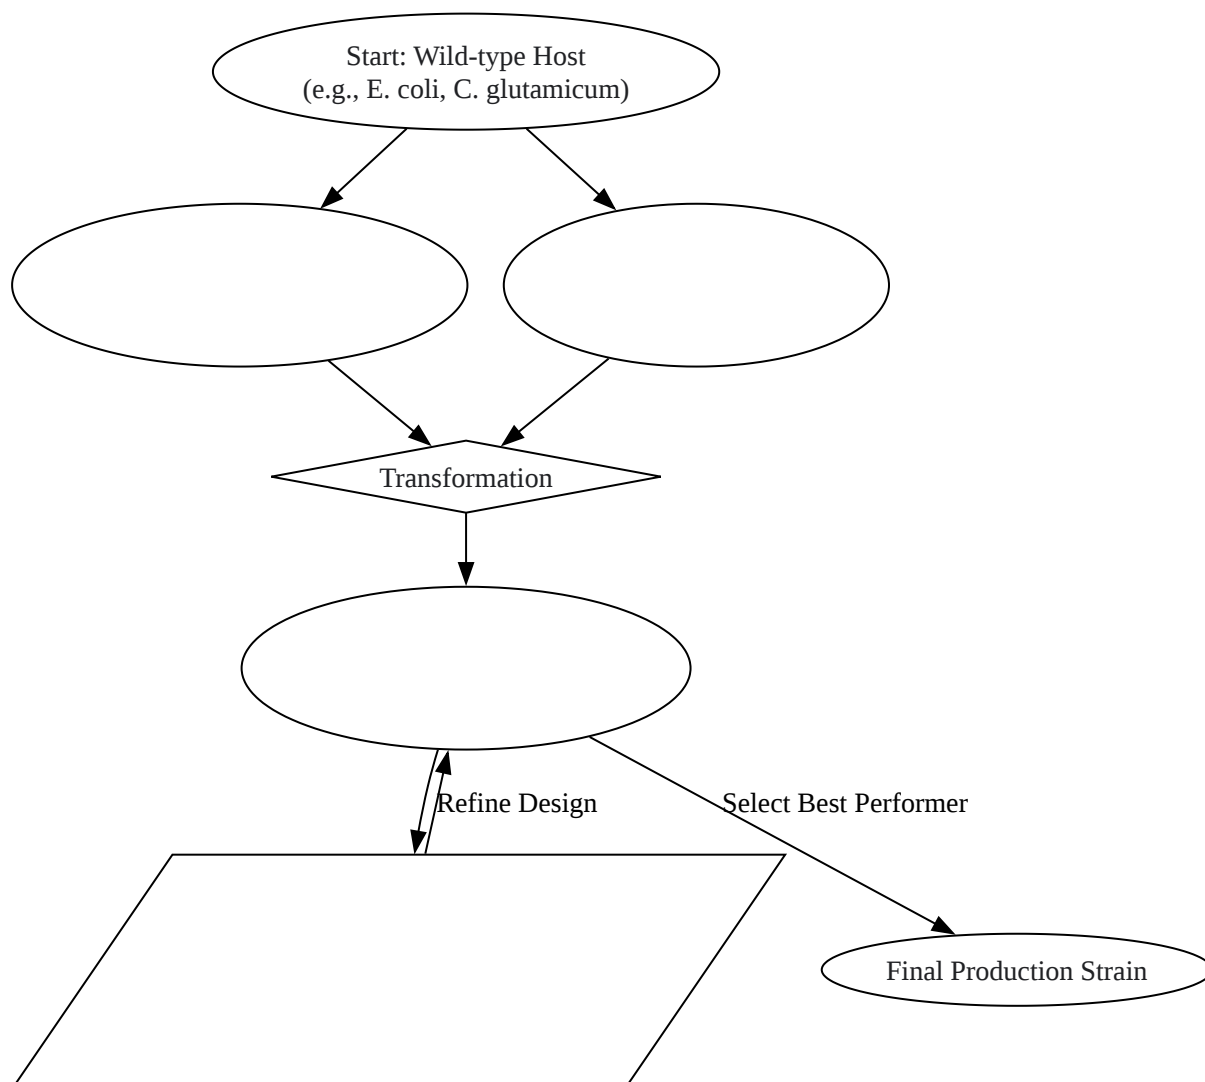 Start: Wild-type Host
(e.g., E. coli, C. glutamicum)
Transformation
Refine Design
Select Best Performer
Final Production Strain